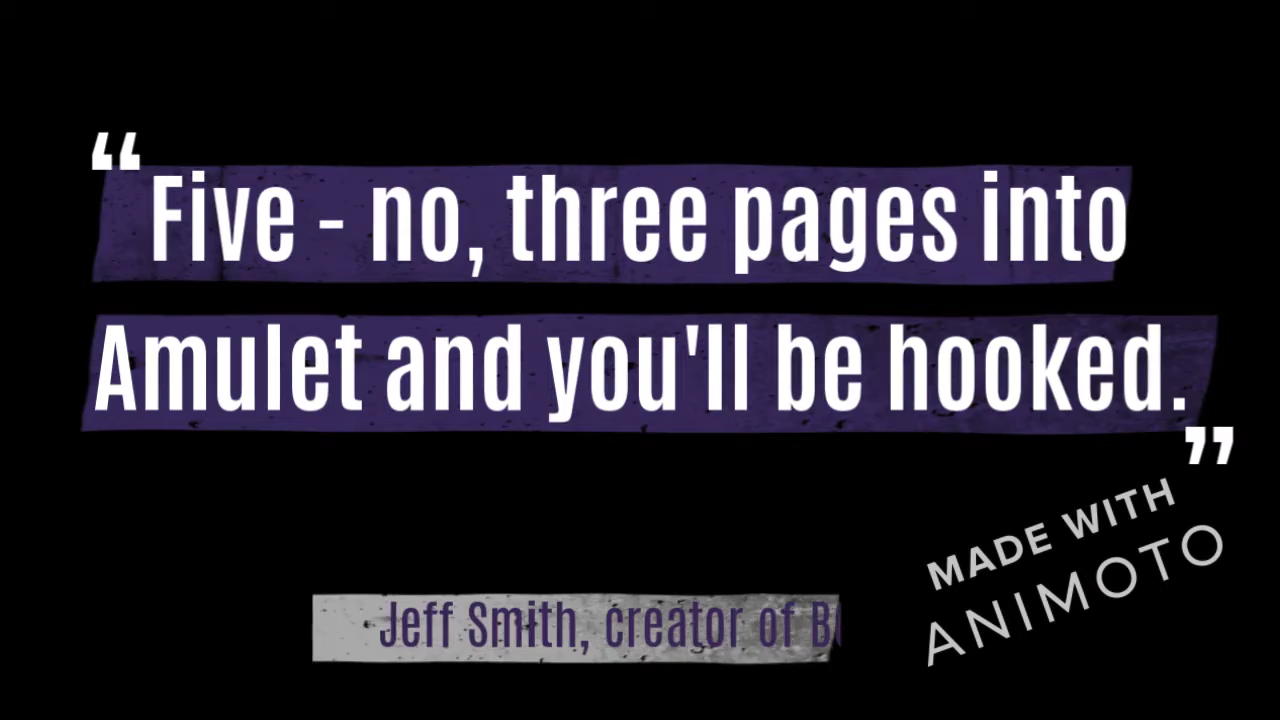 “Five - no, three pages into
Amulet and you'll be hooked.”
MADE WITH
ANIMOTO
Jeff Smith, creator of